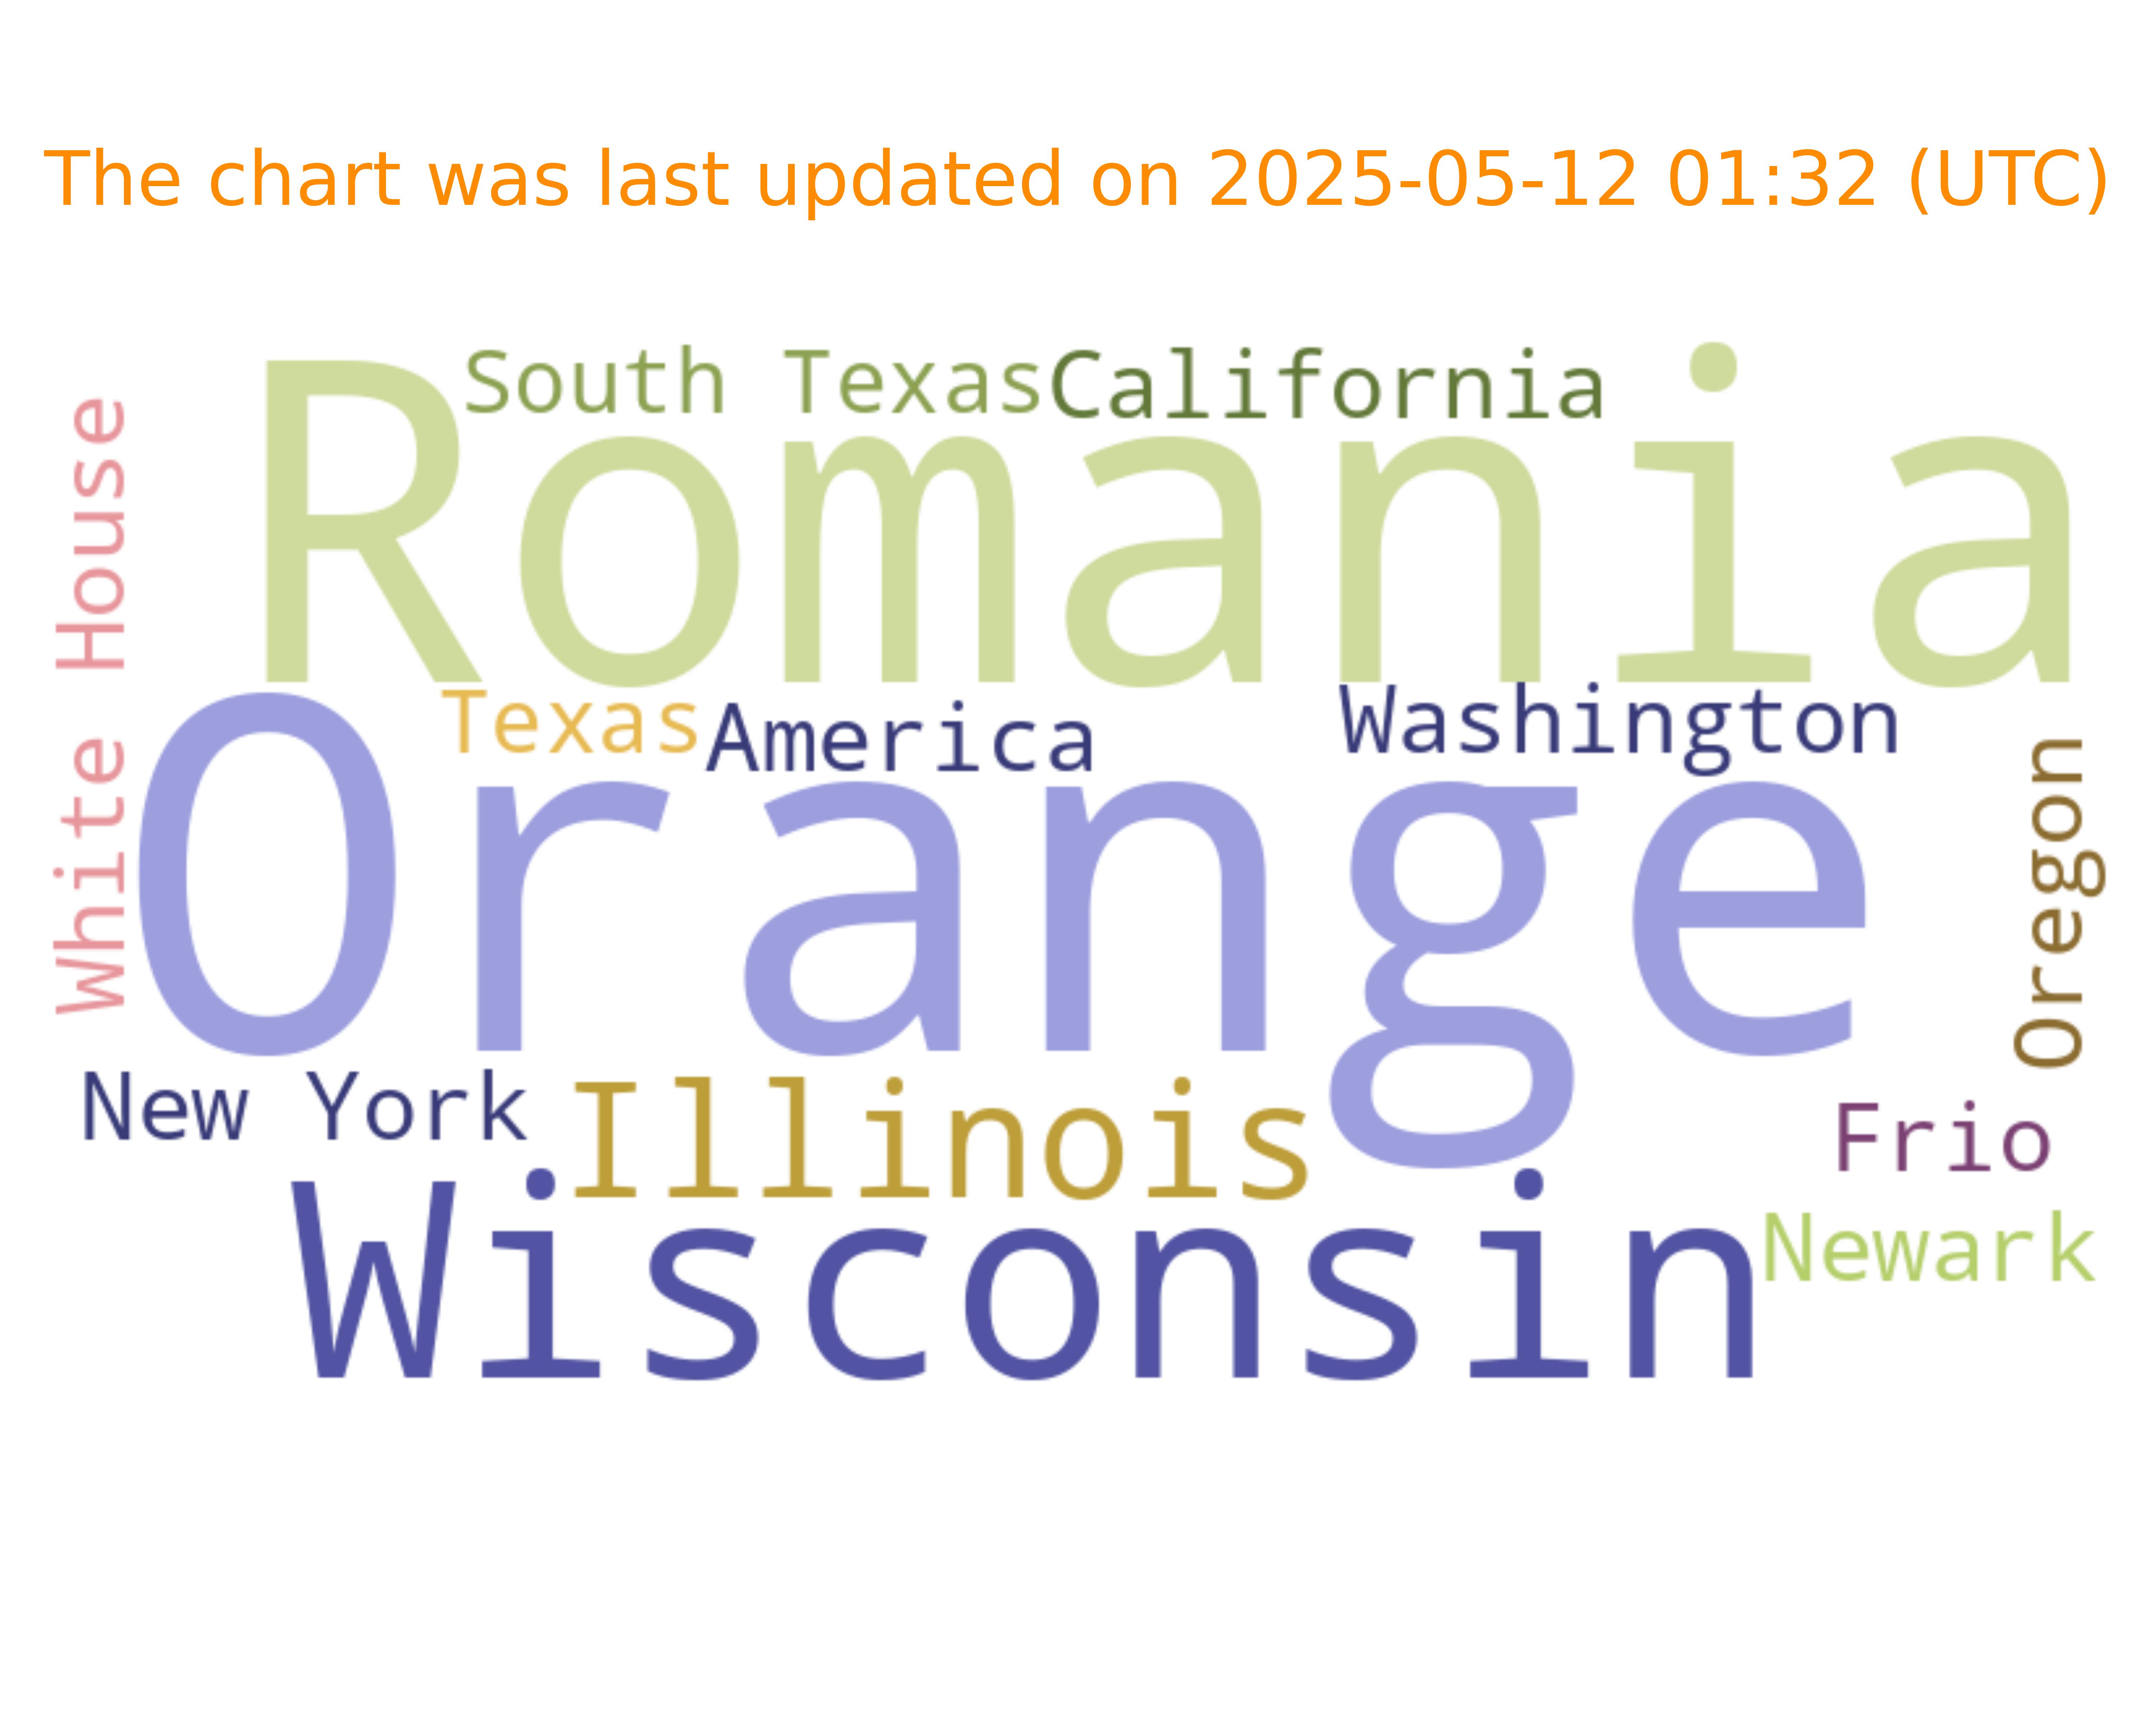 The chart was last updated on 2025-05-12 01:32 (UTC)
South Texas
California
Romania
White House
Texas
America
Washington
Orange
Oregon
New York
Illinois
Frio
Wisconsin
Newark